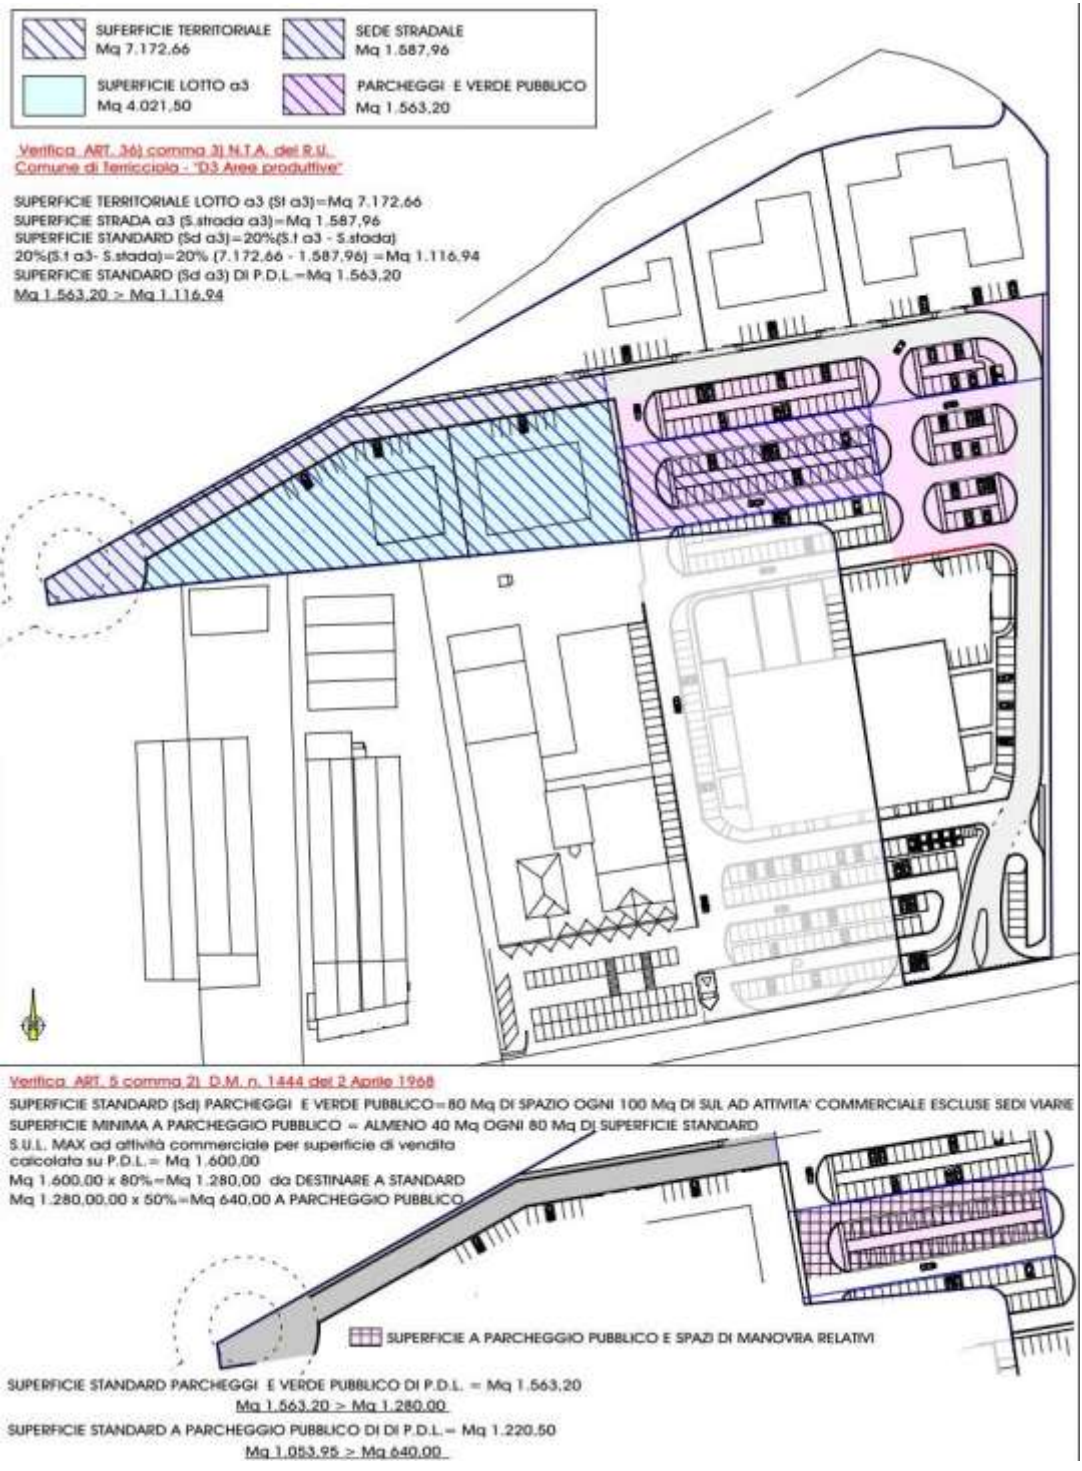 SUFERFICIE TERRITORIALE
Mq 7.172,66
SEDE STRADALE
Mq 1.587,96
SUPERFICIE LOTTO a3
Mq 4.021,50
PARCHEGGI E VERDE PUBBLICO
Mq 1.563,20
Verifica ART. 36) comma 3) N.T.A. del R.U.
Comune di Terricciola - "D3 Aree produttive"
SUPERFICIE TERRITORIALE LOTTO a3 (St a3)=Mq 7.172,66
SUPERFICIE STRADA a3 (S.strada a3)=Mq 1.587,96
SUPERFICIE STANDARD (Sd a3)=20%(S.t a3 - S.stada)
20%(S.t a3- S.stada)=20% (7.172,66 - 1.587,96) =Mq 1.116,94
SUPERFICIE STANDARD (Sd a3) DI P.D.L.=Mq 1.563,20
Mq 1.563,20 > Mq 1.116,94
Verifica ART. 5 comma 2) D.M. n. 1444 del 2 Aprile 1968
SUPERFICIE STANDARD (Sd) PARCHEGGI E VERDE PUBBLICO=80 Mq DI SPAZIO OGNI 100 Mq DI SUL AD ATTIVITA' COMMERCIALE ESCLUSE SEDI VIARIE
SUPERFICIE MINIMA A PARCHEGGIO PUBBLICO = ALMENO 40 Mq OGNI 80 Mq DI SUPERFICIE STANDARD
S.U.L. MAX ad attività commerciale per superficie di vendita
calcolata su P.D.L.= Mq 1.600,00
Mq 1.600,00 x 80%=Mq 1.280,00 da DESTINARE A STANDARD
Mq 1.280,00,00 x 50%=Mq 640,00 A PARCHEGGIO PUBBLICO
SUPERFICIE A PARCHEGGIO PUBBLICO E SPAZI DI MANOVRA RELATIVI
SUPERFICIE STANDARD PARCHEGGI E VERDE PUBBLICO DI P.D.L. = Mq 1.563,20
Mq 1.563,20 > Mq 1.280,00
SUPERFICIE STANDARD A PARCHEGGIO PUBBLICO DI DI P.D.L.= Mq 1.220,50
Mq 1.053,95 > Mq 640,00